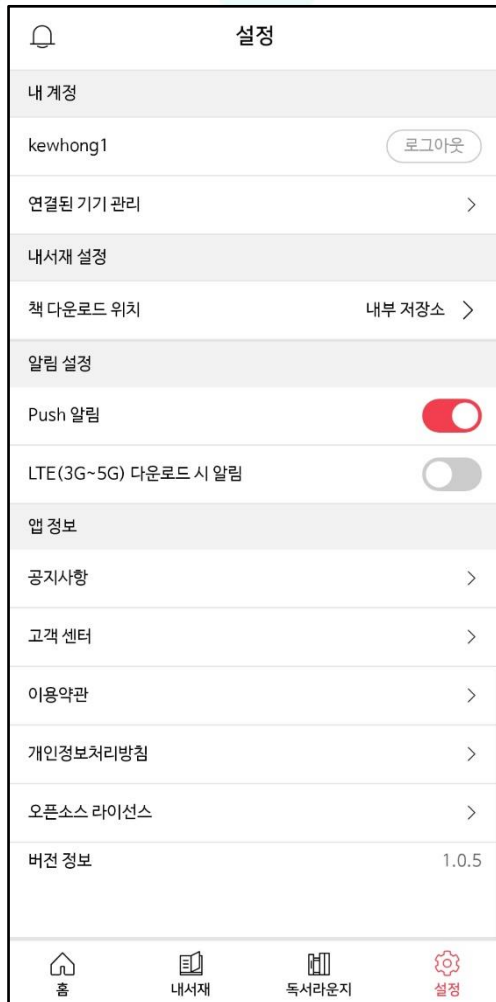 설정
내 계정
kewhong1 로그아웃
연결된 기기 관리
내서재 설정
책 다운로드 위치 내부 저장소
알림 설정
Push 알림
LTE(3G~5G) 다운로드 시 알림
앱 정보
공지사항
고객 센터
이용약관
개인정보처리방침
오픈소스 라이선스
버전 정보 1.0.5
홈 내서재 독서라운지 설정